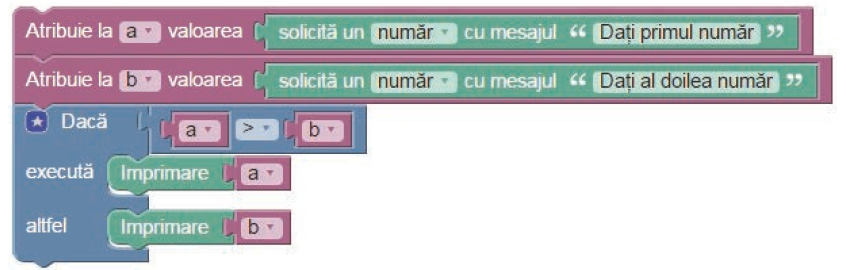 Atribuie la a valoarea solicită un număr cu mesajul “ Dați primul număr ”
Atribuie la b valoarea solicită un număr cu mesajul “ Dați al doilea număr ”
Dacă a > b
execută Imprimare a
altfel Imprimare b